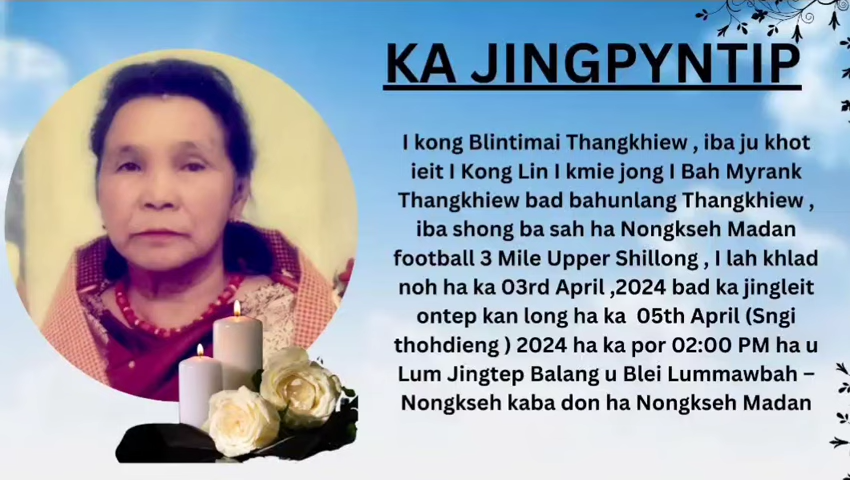 KA JINGPYNTIP
I kong Blintimai Thangkhiew , iba ju khot
ieit I Kong Lin I kmie jong I Bah Myrank
Thangkhiew bad bahunlang Thangkhiew ,
iba shong ba sah ha Nongkseh Madan
football 3 Mile Upper Shillong , I lah khlad
noh ha ka 03rd April ,2024 bad ka jingleit
ontep kan long ha ka 05th April (Sngi
thohdieng ) 2024 ha ka por 02:00 PM ha u
Lum Jingtep Balang u Blei Lummawbah –
Nongkseh kaba don ha Nongkseh Madan